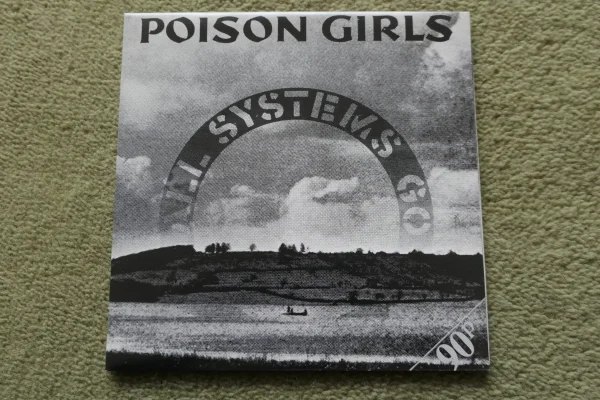 POISON GIRLS
ALL SYSTEMS GO
90p